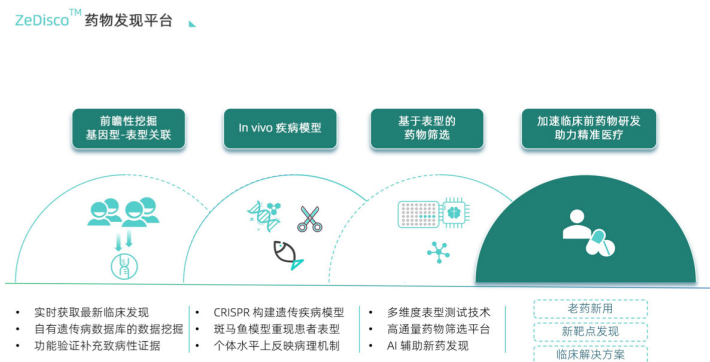 ZeDisco™ 药物发现平台
前瞻性挖掘
基因型-表型关联
In vivo 疾病模型
基于表型的
药物筛选
加速临床前药物研发
助力精准医疗
• 实时获取最新临床发现
• 自有遗传病数据库的数据挖掘
• 功能验证补充致病性证据
• CRISPR 构建遗传疾病模型
• 斑马鱼模型重现患者表型
• 个体水平上反映病理机制
• 多维度表型测试技术
• 高通量药物筛选平台
• AI 辅助新药发现
老药新用
新靶点发现
临床解决方案